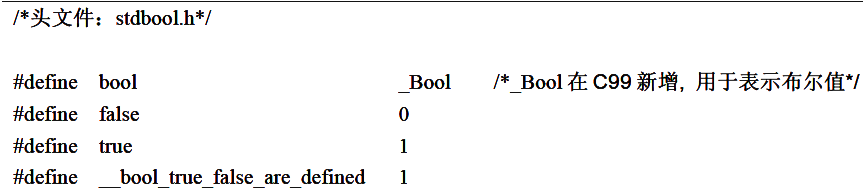 /*头文件：stdbool.h*/
#define bool _Bool /*_Bool 在 C99 新增, 用于表示布尔值*/
#define false 0
#define true 1
#define __bool_true_false_are_defined 1